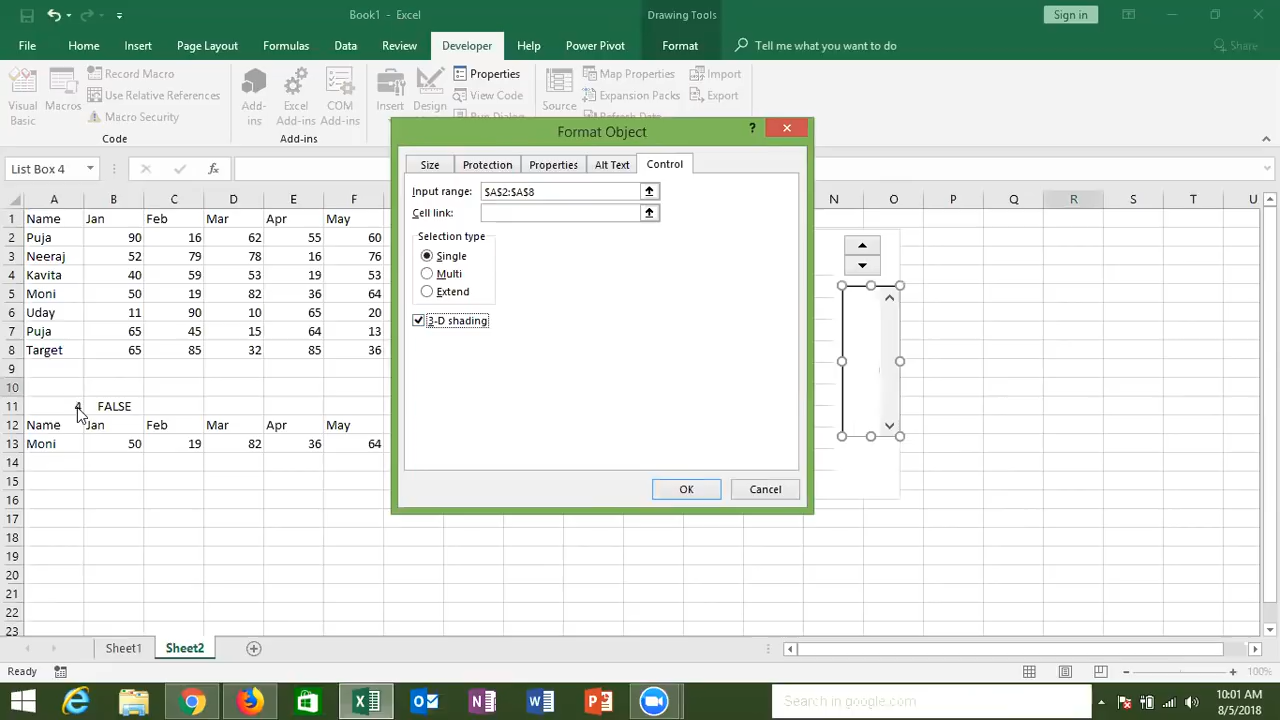 Book1 - Excel
Drawing Tools
Sign in
File Home Insert Page Layout Formulas Data Review View Developer Help Power Pivot Format Tell me what you want to do Share
Visual Basic
Macros
Record Macro
Use Relative References
Macro Security
Code
Add-ins
Excel Add-ins
COM Add-ins
Add-ins
Insert
Design
Properties
View Code
Source
Map Properties
Expansion Packs
Import
Export
List Box 4
fx
Format Object
?
Size Protection Properties Alt Text Control
Input range: $A$2:$A$8
Cell link:
Selection type
Single
Multi
Extend
3-D shading
OK Cancel
A B C D E F N O P Q R S T U
1 Name Jan Feb Mar Apr May
2 Puja 90 16 62 55 60
3 Neeraj 52 79 78 16 76
4 Kavita 40 59 53 19 53
5 Moni 50 19 82 36 64
6 Uday 11 90 10 65 20
7 Puja 65 45 15 64 13
8 Target 65 85 32 85 36
9
10
11 4 FALSE
12 Name Jan Feb Mar Apr May
13 Moni 50 19 82 36 64
14
15
16
17
18
19
20
21
22
23
Sheet1 Sheet2
Ready
100%
Search in google.com
10:01 AM
8/5/2018